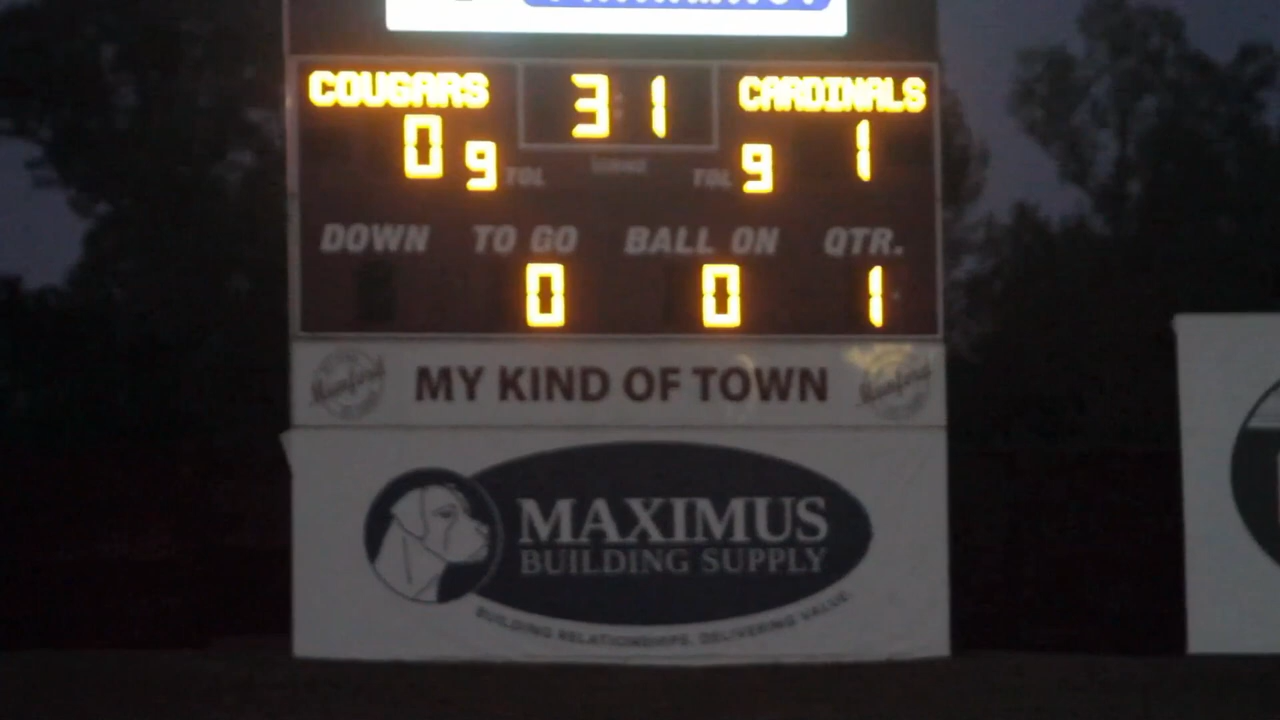 COUGARS 31 CARDINALS
0 9 TOL TOL 9 1
DOWN TO GO BALL ON QTR.
0 0 1
MY KIND OF TOWN
MAXIMUS
BUILDING SUPPLY
BUILDING RELATIONSHIPS. DELIVERING VALUE.